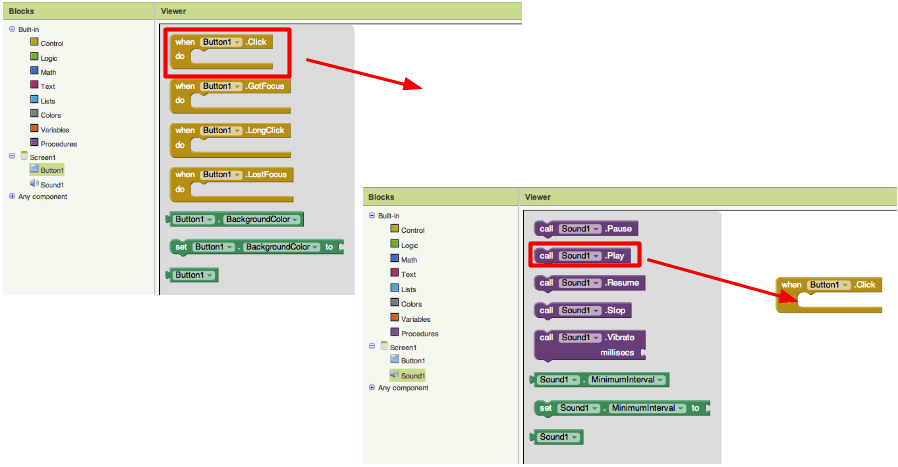 Blocks
Viewer
Built-in
Control
Logic
Math
Text
Lists
Colors
Variables
Procedures
Screen1
Button1
Sound1
Any component
when Button1 .Click
do
when Button1 .GotFocus
do
when Button1 .LongClick
do
when Button1 .LostFocus
do
Button1 . BackgroundColor
set Button1 . BackgroundColor to
Button1
Blocks
Viewer
Built-in
Control
Logic
Math
Text
Lists
Colors
Variables
Procedures
Screen1
Button1
Sound1
Any component
call Sound1 .Pause
call Sound1 .Play
call Sound1 .Resume
call Sound1 .Stop
call Sound1 .Vibrate
millisecs
Sound1 . MinimumInterval
set Sound1 . MinimumInterval to
Sound1
when Button1 .Click